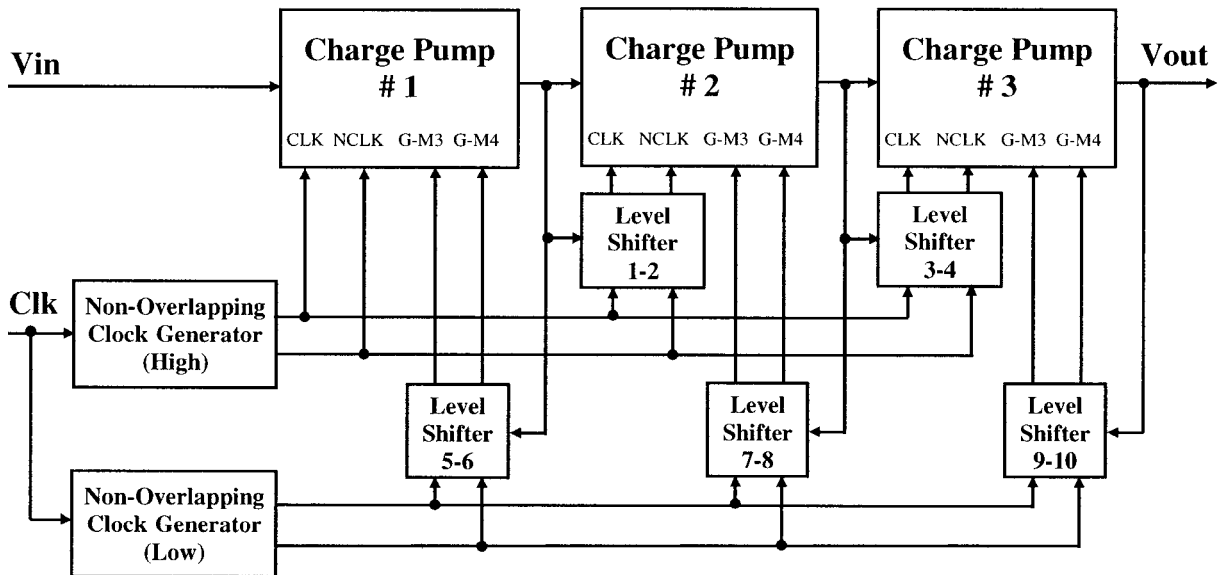 Vin
Charge Pump
# 1
CLK NCLK G-M3 G-M4
Charge Pump
# 2
CLK NCLK G-M3 G-M4
Charge Pump
# 3
CLK NCLK G-M3 G-M4
Vout
Level
Shifter
1-2
Level
Shifter
3-4
Clk
Non-Overlapping
Clock Generator
(High)
Level
Shifter
5-6
Level
Shifter
7-8
Level
Shifter
9-10
Non-Overlapping
Clock Generator
(Low)